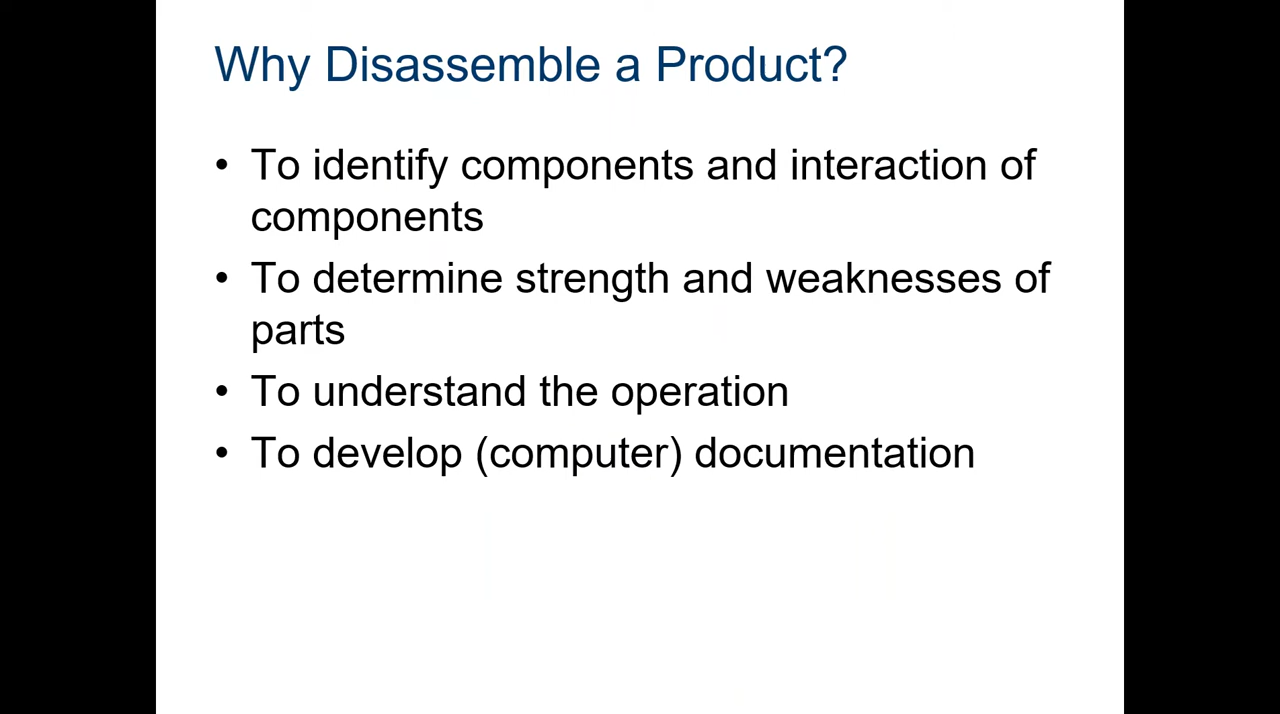 Why Disassemble a Product?
• To identify components and interaction of
components
• To determine strength and weaknesses of
parts
• To understand the operation
• To develop (computer) documentation